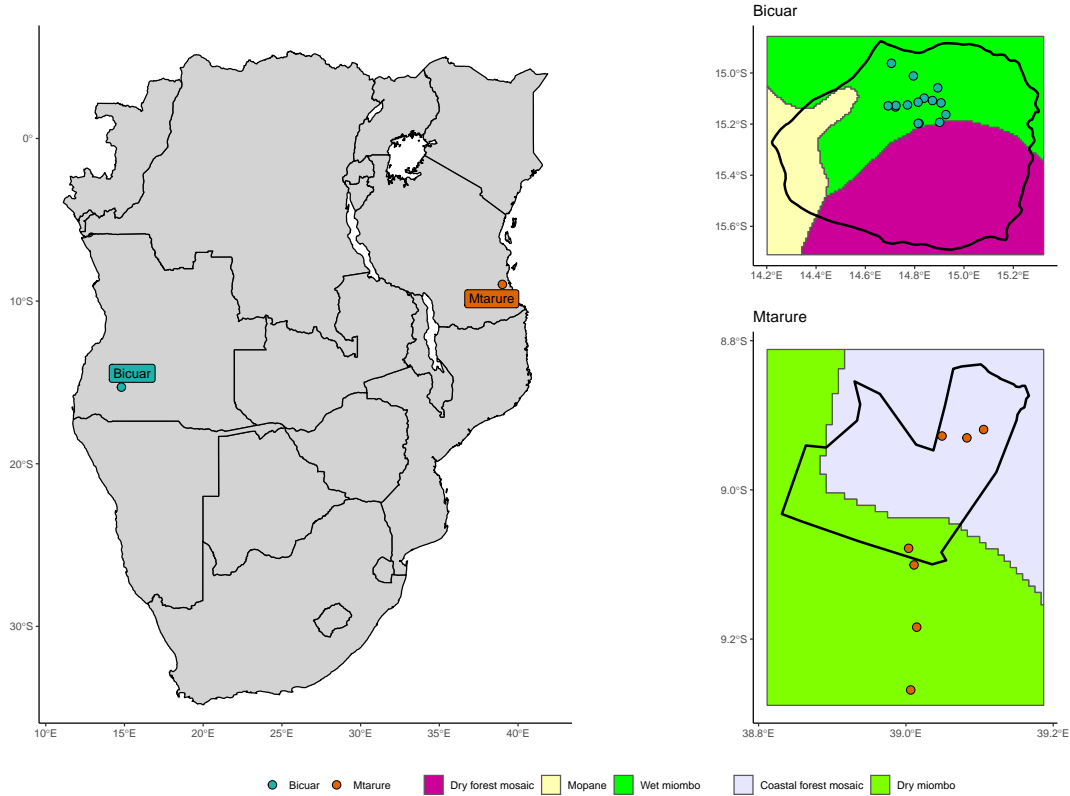 Bicuar
15.0°S
15.2°S
15.4°S
15.6°S
14.2°E 14.4°E 14.6°E 14.8°E 15.0°E 15.2°E
Mtarure
8.8°S
9.0°S
9.2°S
38.8°E 39.0°E 39.2°E
0°
10°S
20°S
30°S
Mtarure
Bicuar
10°E 15°E 20°E 25°E 30°E 35°E 40°E
Bicuar Mtarure Dry forest mosaic Mopane Wet miombo Coastal forest mosaic Dry miombo